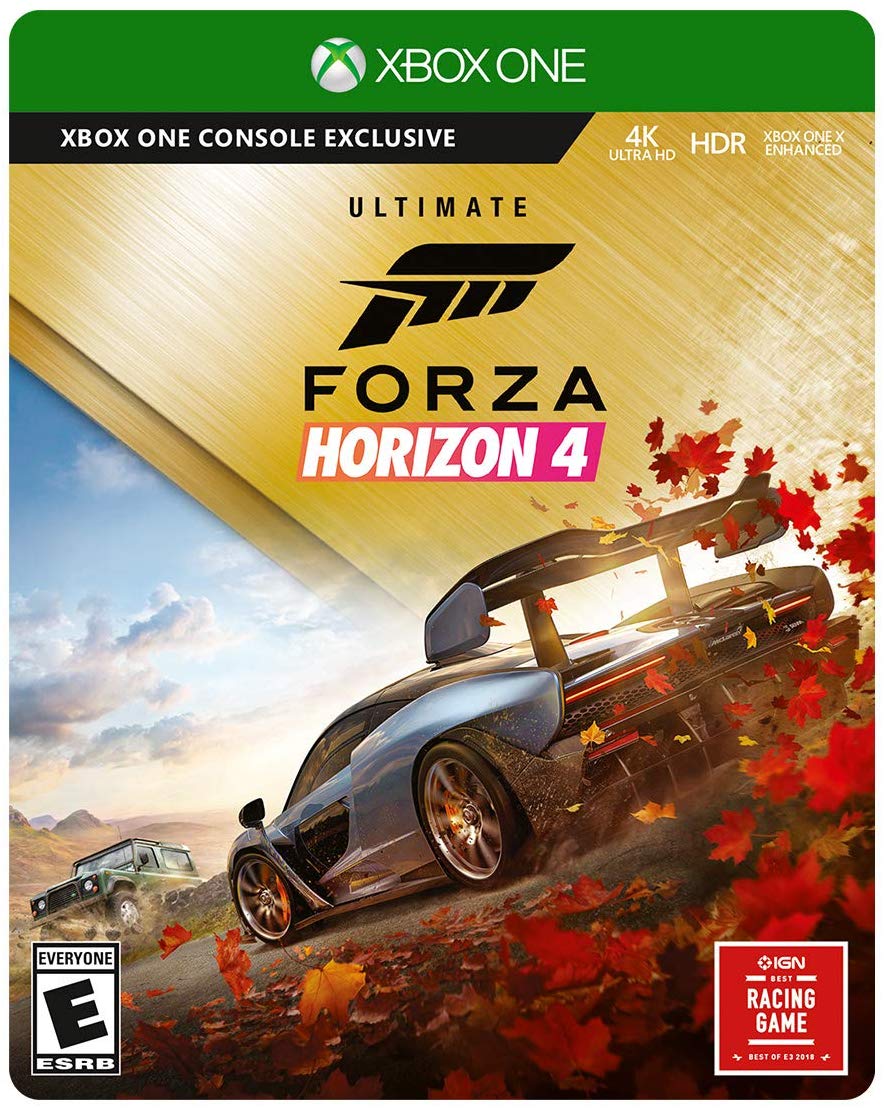 XBOX ONE
XBOX ONE CONSOLE EXCLUSIVE
4K
ULTRA HD
HDR
XBOX ONE X
ENHANCED
ULTIMATE
FORZA
HORIZON 4
McLaren
EVERYONE
E
ESRB
IGN
BEST
RACING
GAME
BEST OF E3 2018